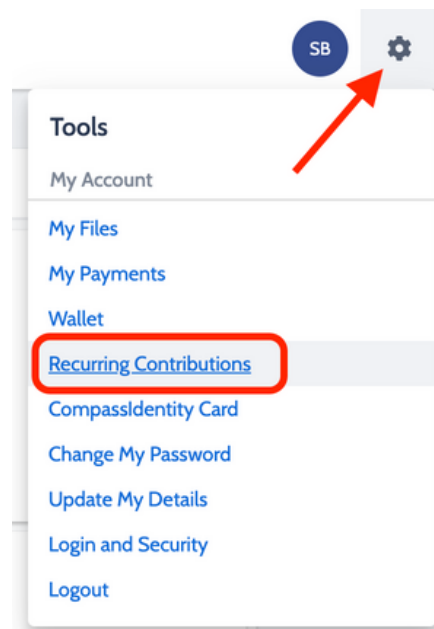 SB
Tools
My Account
My Files
My Payments
Wallet
Recurring Contributions
CompassIdentity Card
Change My Password
Update My Details
Login and Security
Logout